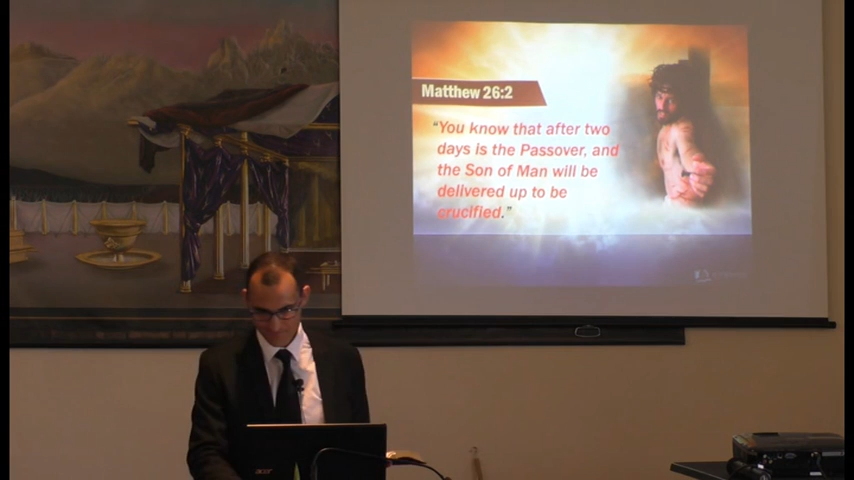 Matthew 26:2
“You know that after two
days is the Passover, and
the Son of Man will be
delivered up to be
crucified.”
acer